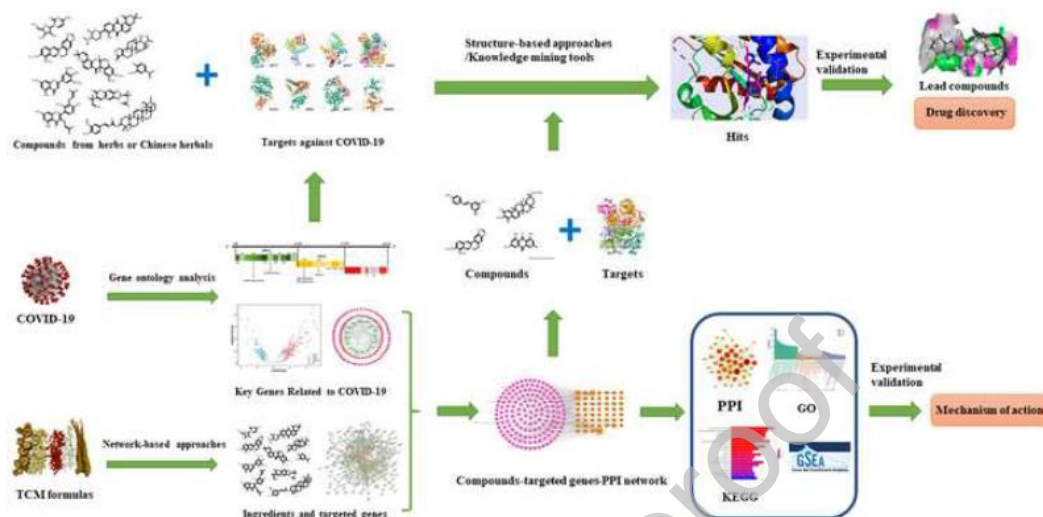 Structure-based approaches
/Knowledge mining tools
Experimental
validation
Lead compounds
Drug discovery
Compounds from herbs or Chinese herbals
Targets against COVID-19
Hits
Gene ontology analysis
COVID-19
Compounds
Targets
Key Genes Related to COVID-19
PPI
GO
Experimental
validation
Mechanism of action
Network-based approaches
KEGG
GSEA
TCM formulas
Compounds-targeted genes-PPI network
Ingredients and targeted genes
proof